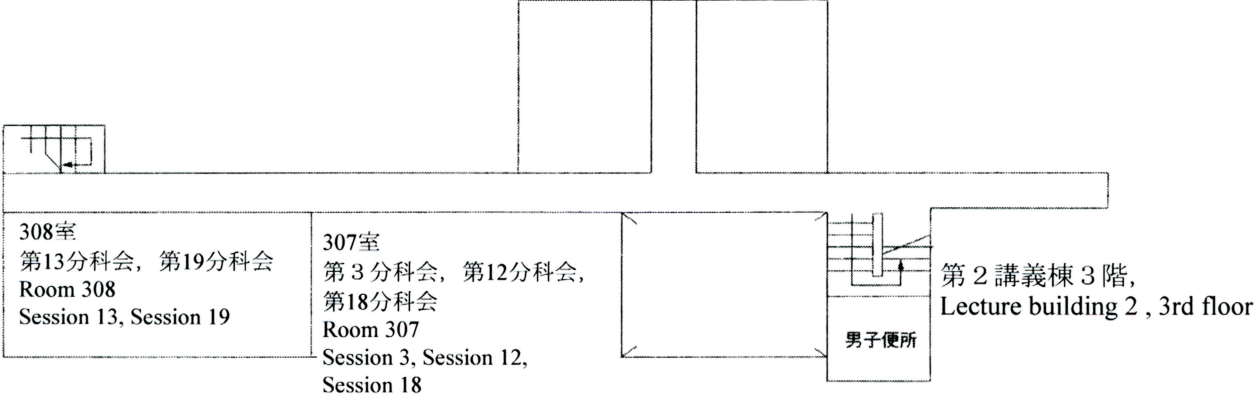 308室
第13分科会，第19分科会
Room 308
Session 13, Session 19
307室
第３分科会，第12分科会，
第18分科会
Room 307
Session 3, Session 12,
Session 18
第２講義棟３階，
Lecture building 2 , 3rd floor
男子便所